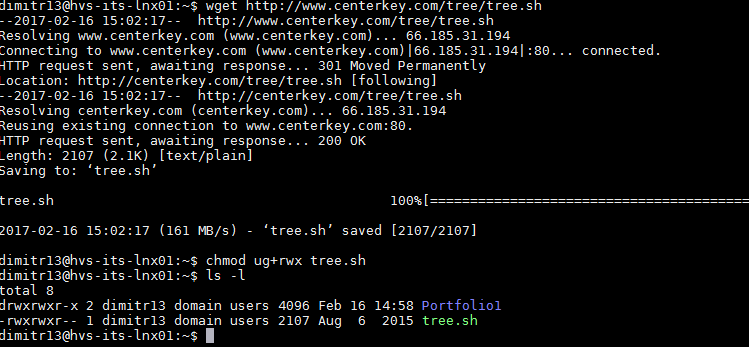 dimitr13@hvs-its-lnx01:~$ wget http://www.centerkey.com/tree/tree.sh
--2017-02-16 15:02:17--  http://www.centerkey.com/tree/tree.sh
Resolving www.centerkey.com (www.centerkey.com)... 66.185.31.194
Connecting to www.centerkey.com (www.centerkey.com)|66.185.31.194|:80... connected.
HTTP request sent, awaiting response... 301 Moved Permanently
Location: http://centerkey.com/tree/tree.sh [following]
--2017-02-16 15:02:17--  http://centerkey.com/tree/tree.sh
Resolving centerkey.com (centerkey.com)... 66.185.31.194
Reusing existing connection to www.centerkey.com:80.
HTTP request sent, awaiting response... 200 OK
Length: 2107 (2.1K) [text/plain]
Saving to: ‘tree.sh’
tree.sh                                            100%[========================================
2017-02-16 15:02:17 (161 MB/s) - ‘tree.sh’ saved [2107/2107]
dimitr13@hvs-its-lnx01:~$ chmod ug+rwx tree.sh
dimitr13@hvs-its-lnx01:~$ ls -l
total 8
drwxrwxr-x 2 dimitr13 domain users 4096 Feb 16 14:58 Portfolio1
-rwxrwxr-- 1 dimitr13 domain users 2107 Aug  6  2015 tree.sh
dimitr13@hvs-its-lnx01:~$